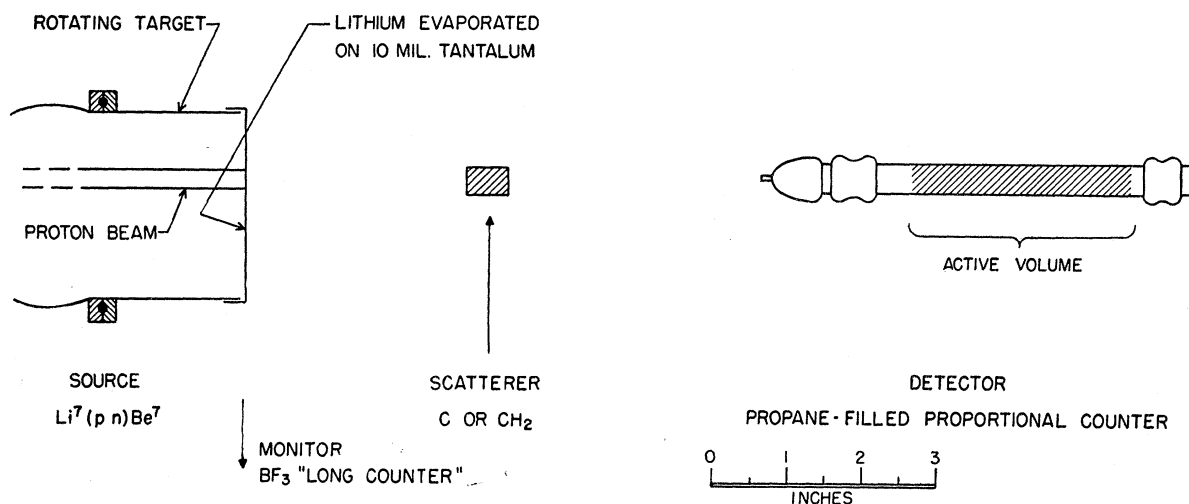 ROTATING TARGET
LITHIUM EVAPORATED
ON 10 MIL. TANTALUM
PROTON BEAM
ACTIVE VOLUME
SOURCE
Li⁷(p n)Be⁷
SCATTERER
C OR CH₂
DETECTOR
PROPANE-FILLED PROPORTIONAL COUNTER
MONITOR
BF₃ "LONG COUNTER"
0 1 2 3
INCHES